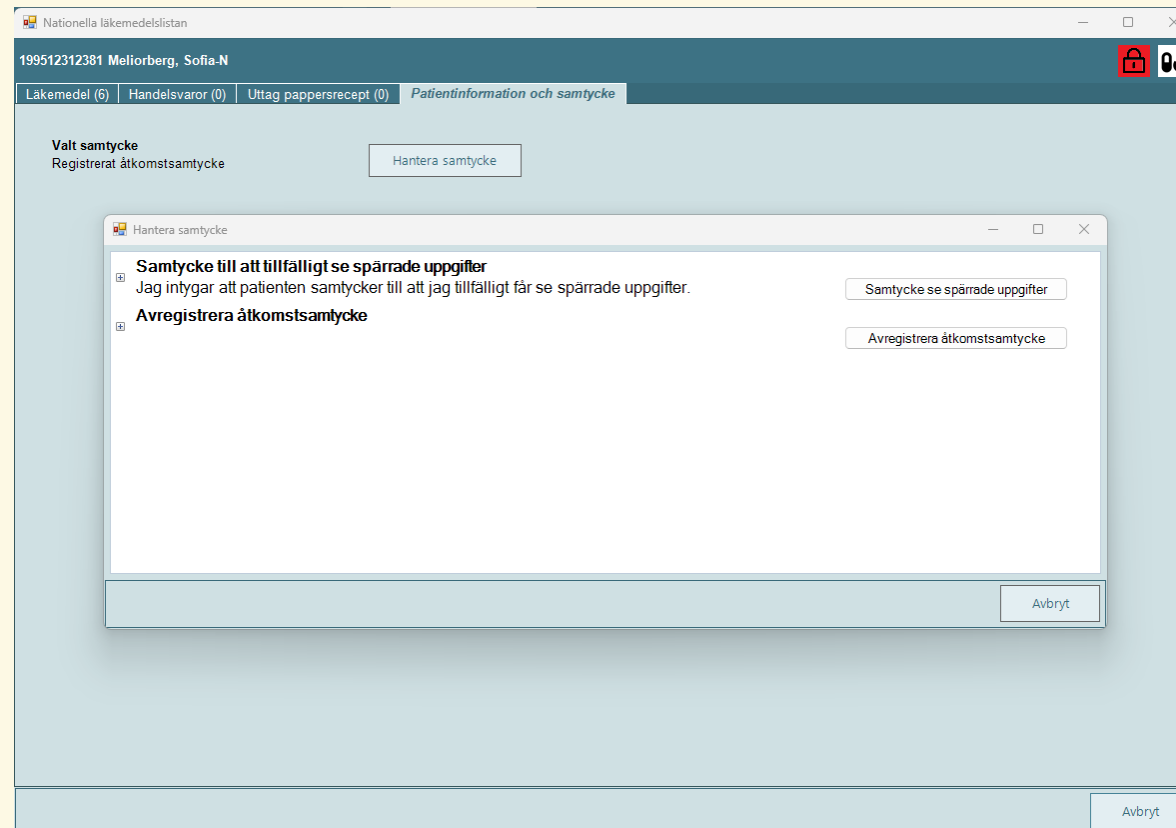 Nationella läkemedelslistan
199512312381 Meliorberg, Sofia-N
Läkemedel (6) Handelsvaror (0) Uttag pappersrecept (0) Patientinformation och samtycke
Valt samtycke
Registrerat åtkomstsamtycke
Hantera samtycke
Hantera samtycke
Samtycke till att tillfälligt se spärrade uppgifter
Jag intygar att patienten samtycker till att jag tillfälligt får se spärrade uppgifter.
Samtycke se spärrade uppgifter
Avregistrera åtkomstsamtycke
Avregistrera åtkomstsamtycke
Avbryt
Avbryt